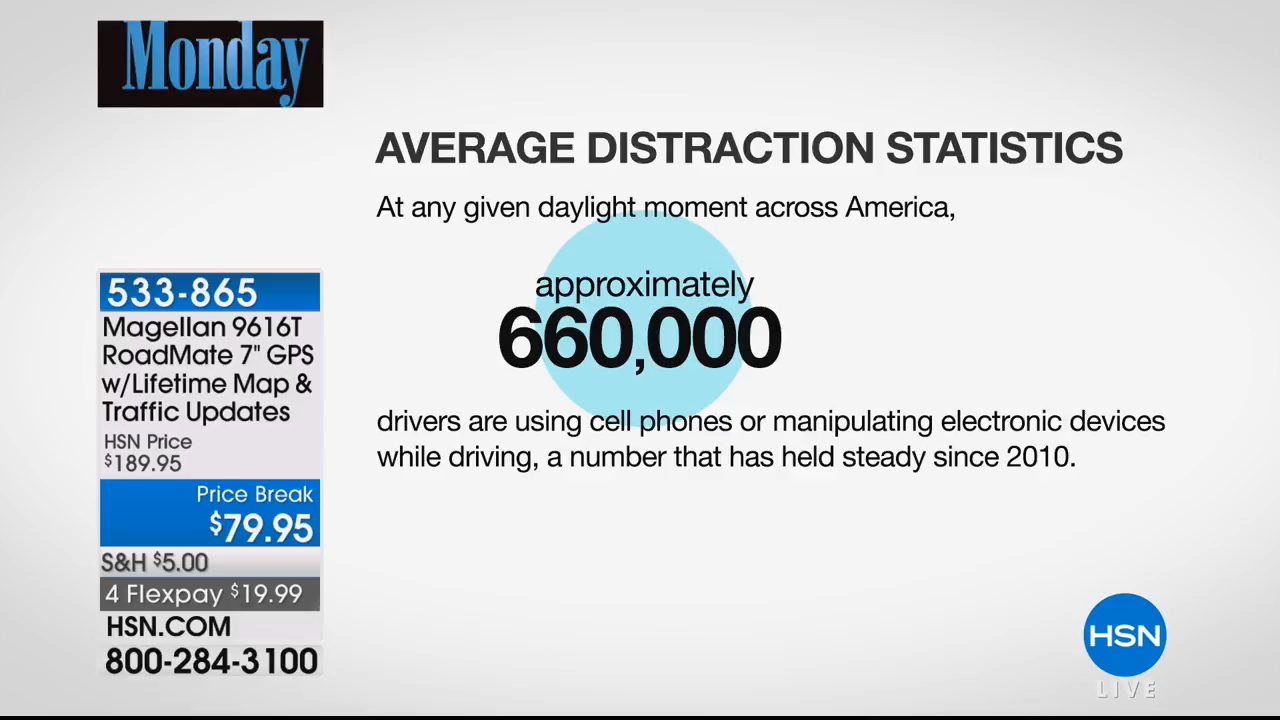 Monday
AVERAGE DISTRACTION STATISTICS
At any given daylight moment across America,
approximately
660,000
drivers are using cell phones or manipulating electronic devices
while driving, a number that has held steady since 2010.
533-865
Magellan 9616T
RoadMate 7" GPS
w/Lifetime Map &
Traffic Updates
HSN Price
$189.95
Price Break
$79.95
S&H $5.00
4 Flexpay $19.99
HSN.COM
800-284-3100
HSN
LIVE